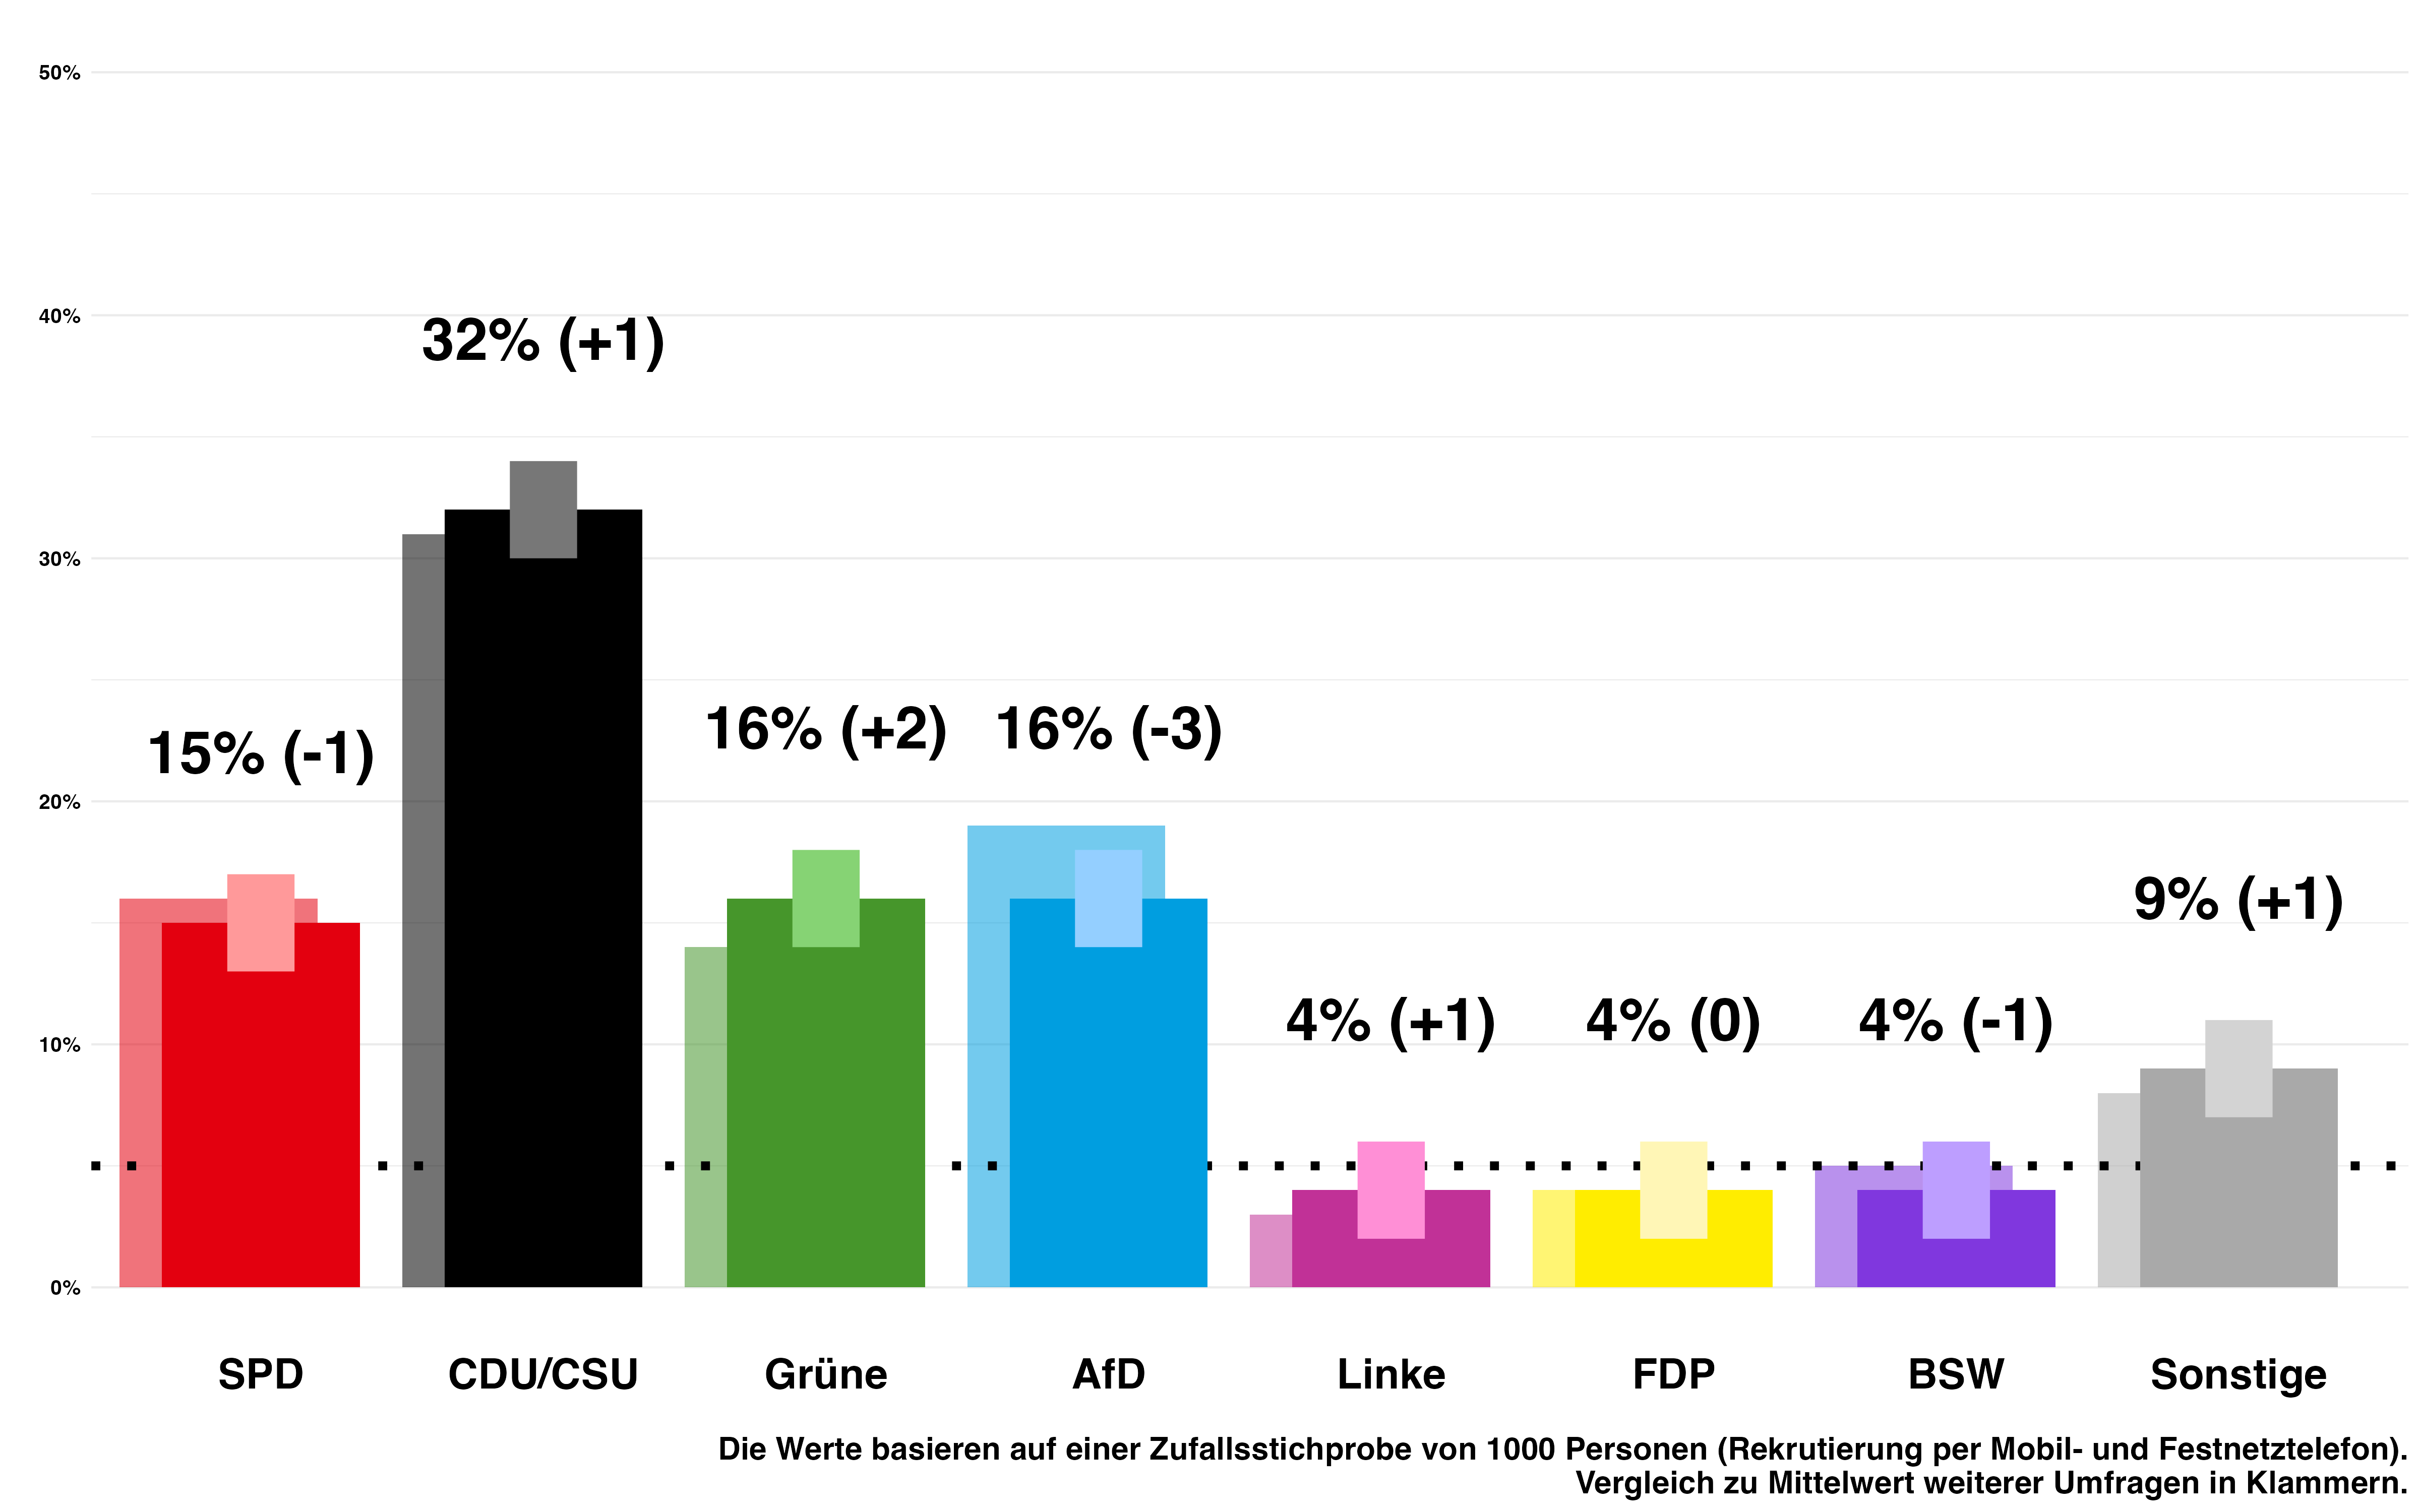 50%
40%
30%
20%
10%
0%
15% (-1)
32% (+1)
16% (+2)
16% (-3)
4% (+1)
4% (0)
4% (-1)
9% (+1)
SPD
CDU/CSU
Grüne
AfD
Linke
FDP
BSW
Sonstige
Die Werte basieren auf einer Zufallsstichprobe von 1000 Personen (Rekrutierung per Mobil- und Festnetztelefon).
Vergleich zu Mittelwert weiterer Umfragen in Klammern.